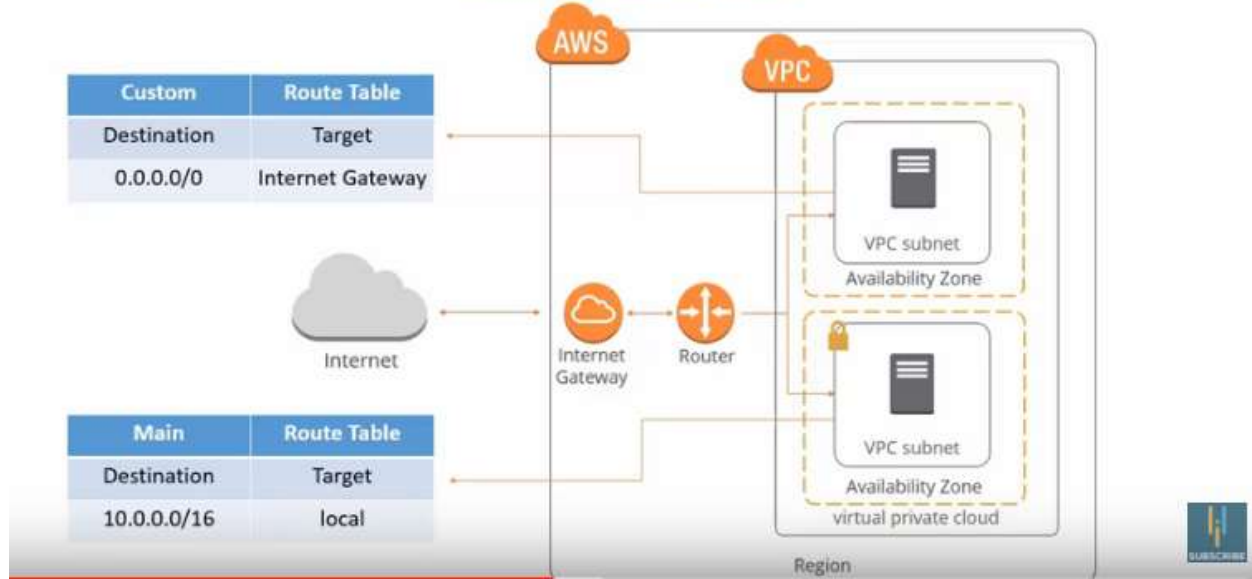 AWS
VPC
Custom Route Table
Destination Target
0.0.0.0/0 Internet Gateway
VPC subnet
Availability Zone
Internet
Internet
Gateway
Router
Main Route Table
Destination Target
10.0.0.0/16 local
VPC subnet
Availability Zone
virtual private cloud
Region
SUBSCRIBE